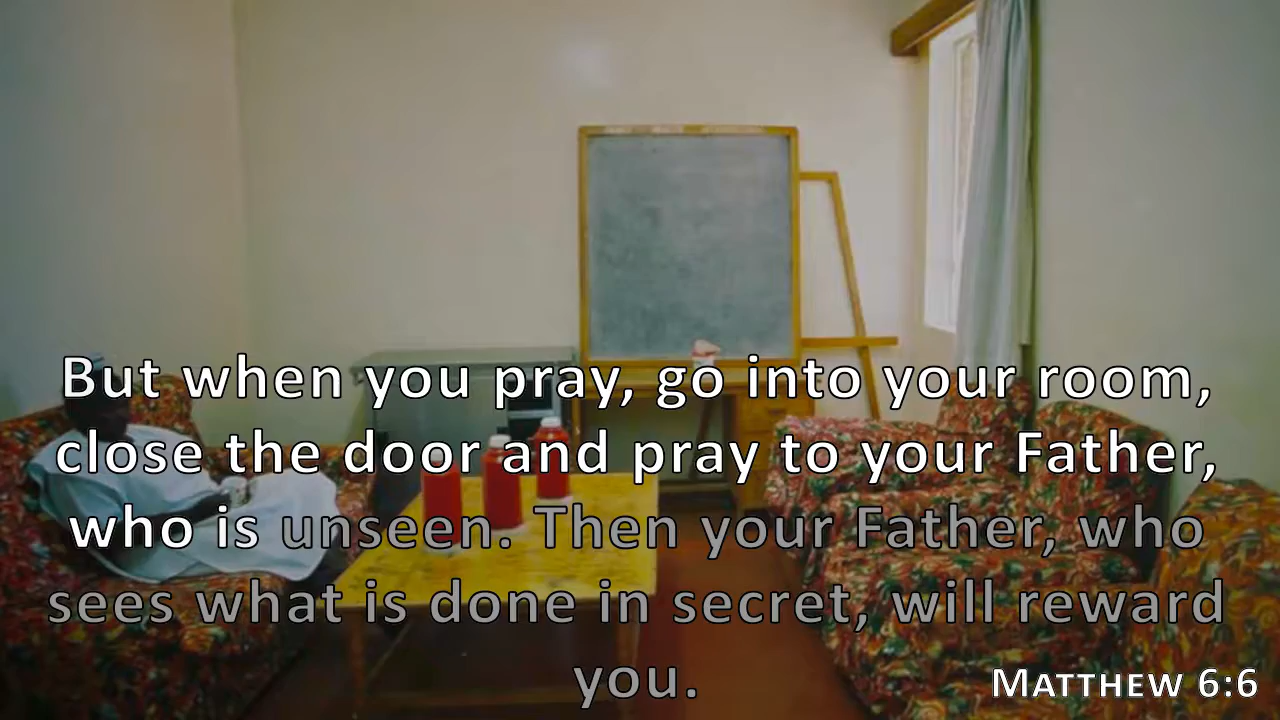 But when you pray, go into your room,
close the door and pray to your Father,
who is unseen. Then your Father, who
sees what is done in secret, will reward
you.
Matthew 6:6